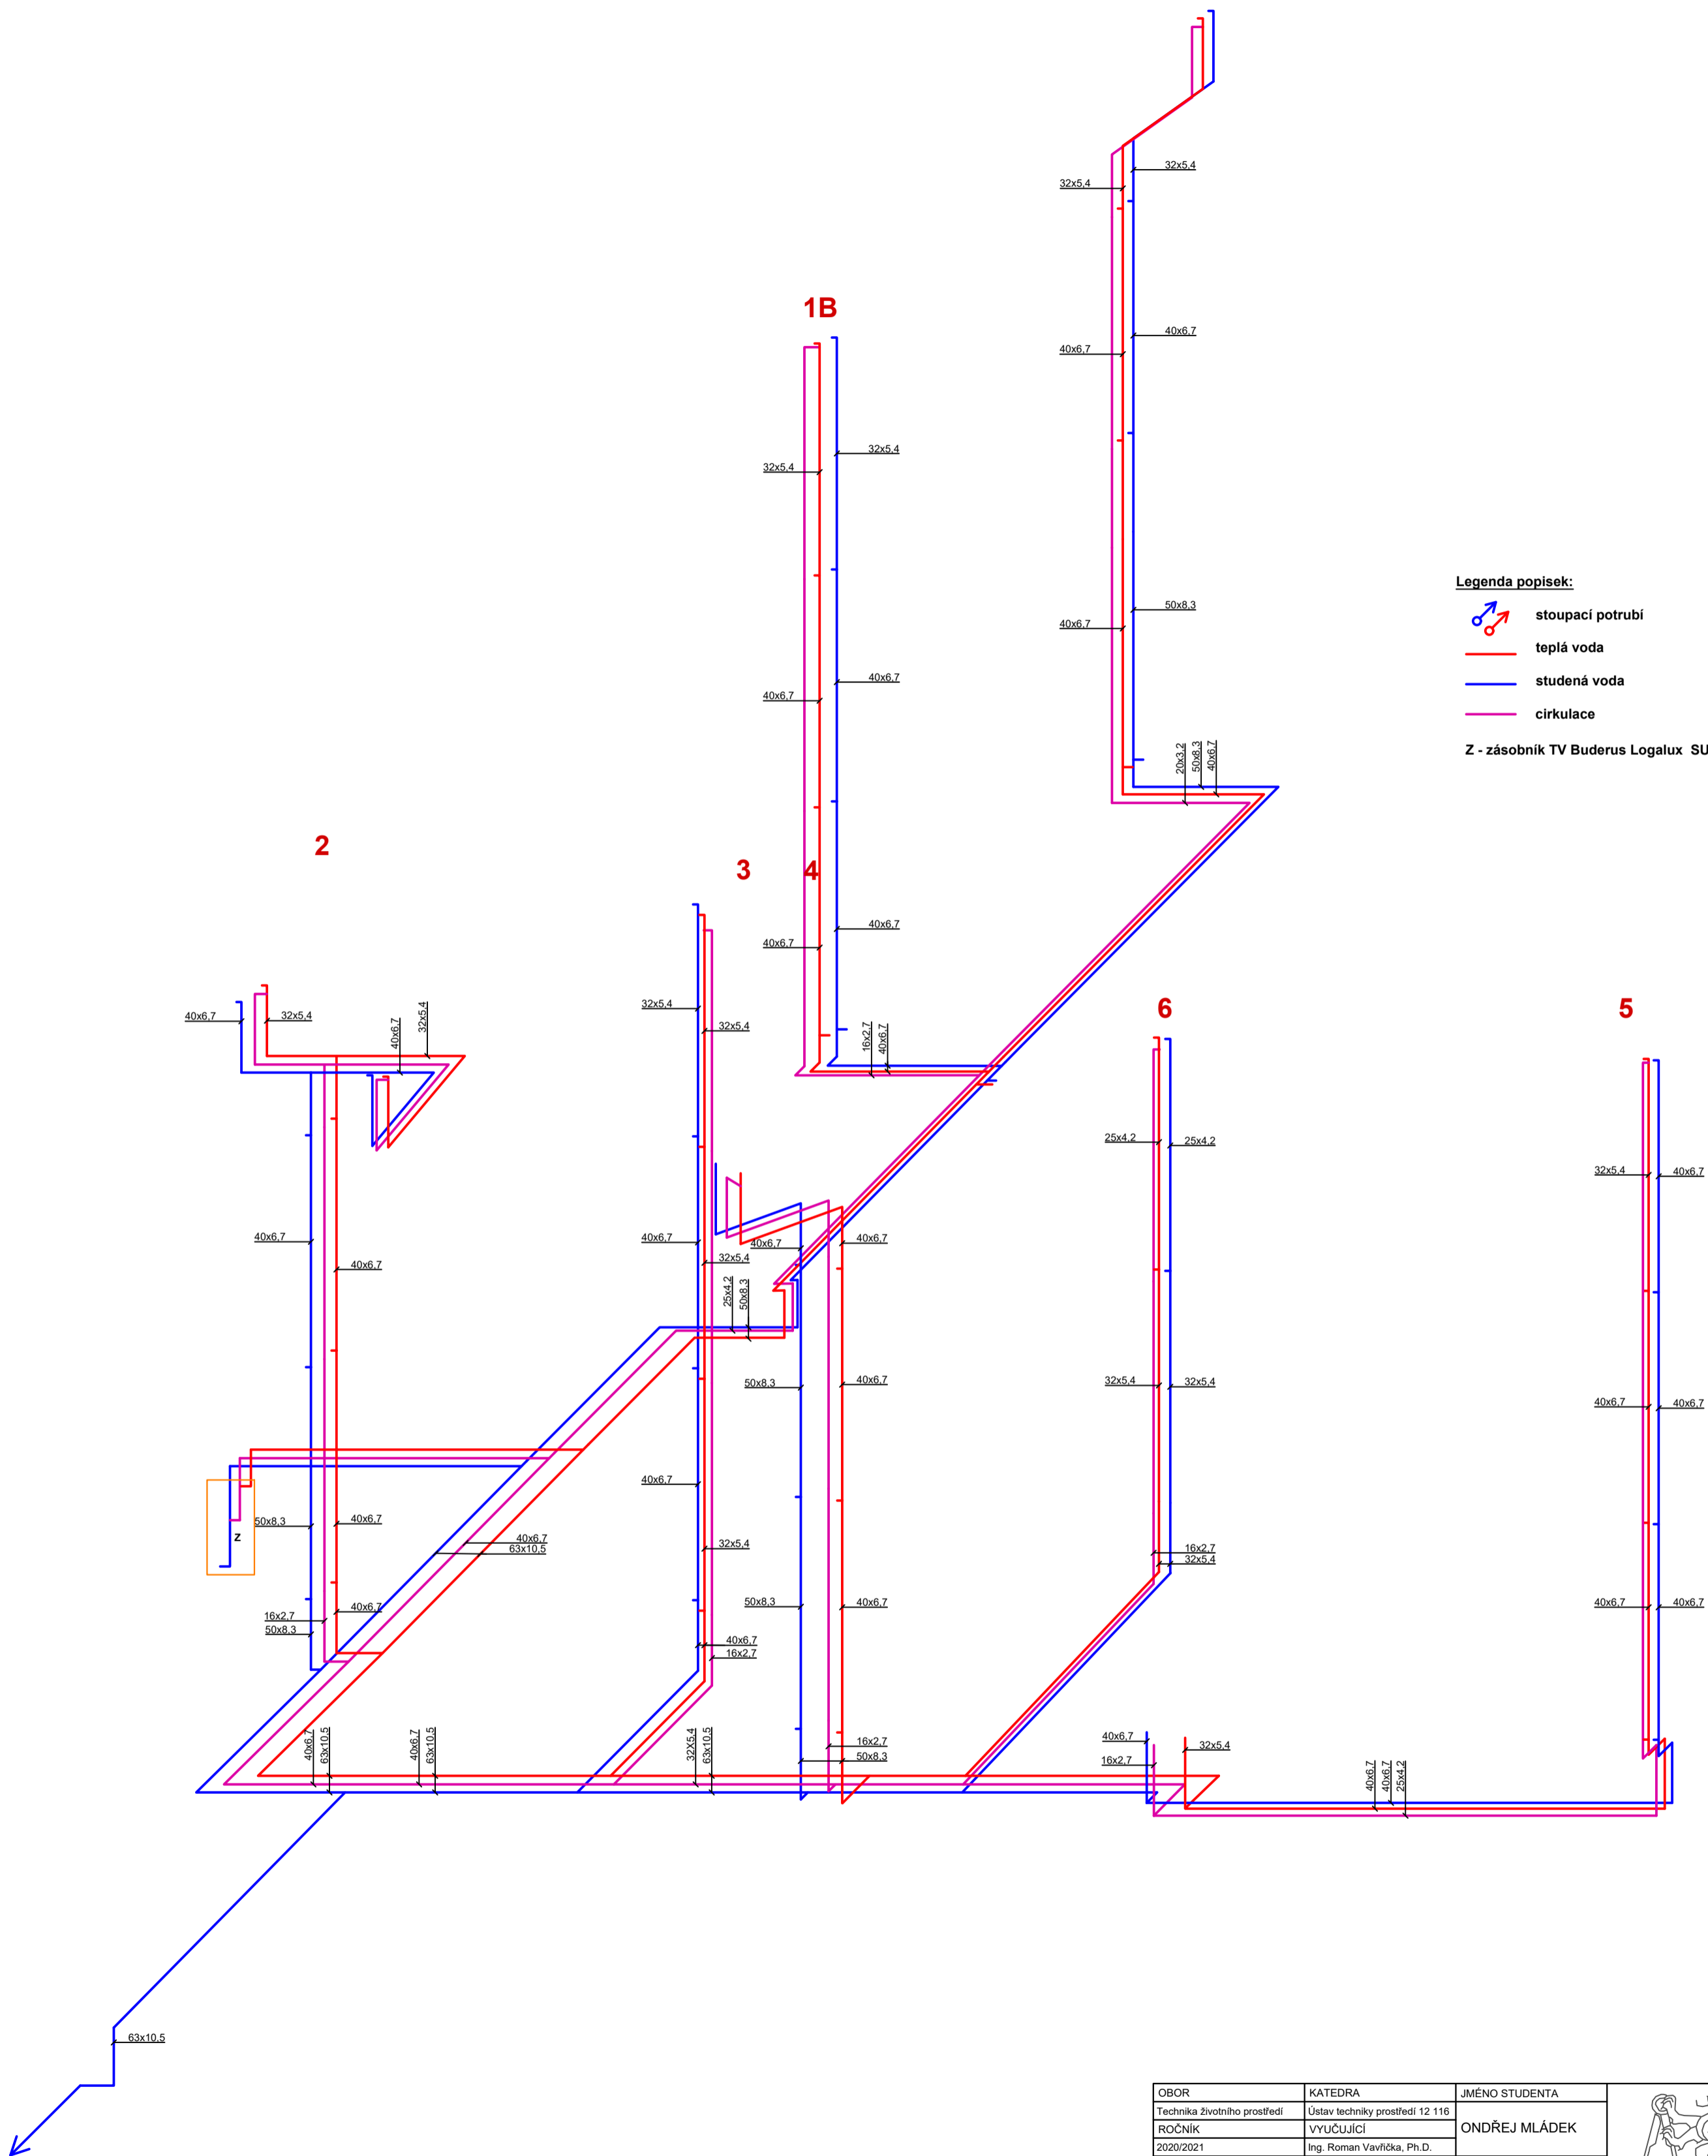 32x5,4
32x5,4
1B
40x6,7
40x6,7
32x5,4
32x5,4
Legenda popisek:
50x8,3
stoupací potrubí
40x6,7
teplá voda
studená voda
40x6,7
40x6,7
cirkulace
20x3,2
50x8,3
40x6,7
Z - zásobník TV Buderus Logalux SU
2
3
4
40x6,7
40x6,7
32x5,4
6
5
40x6,7
32x5,4
40x6,7
32x5,4
32x5,4
16x2,7
40x6,7
25x4,2
25x4,2
32x5,4
40x6,7
40x6,7
40x6,7
40x6,7
40x6,7
40x6,7
32x5,4
25x4,2
50x8,3
50x8,3
40x6,7
32x5,4
32x5,4
40x6,7
40x6,7
40x6,7
50x8,3
40x6,7
Z
40x6,7
63x10,5
32x5,4
16x2,7
32x5,4
16x2,7
40x6,7
50x8,3
50x8,3
40x6,7
40x6,7
40x6,7
40x6,7
16x2,7
40x6,7
63x10,5
40x6,7
63x10,5
32X5,4
63x10,5
16x2,7
50x8,3
40x6,7
16x2,7
32x5,4
40x6,7
40x6,7
25x4,2
63x10,5
OBOR
KATEDRA
JMÉNO STUDENTA
Technika životního prostředí
Ústav techniky prostředí 12 116
ROČNÍK
VYUČUJÍCÍ
ONDŘEJ MLÁDEK
2020/2021
Ing. Roman Vavřička, Ph.D.